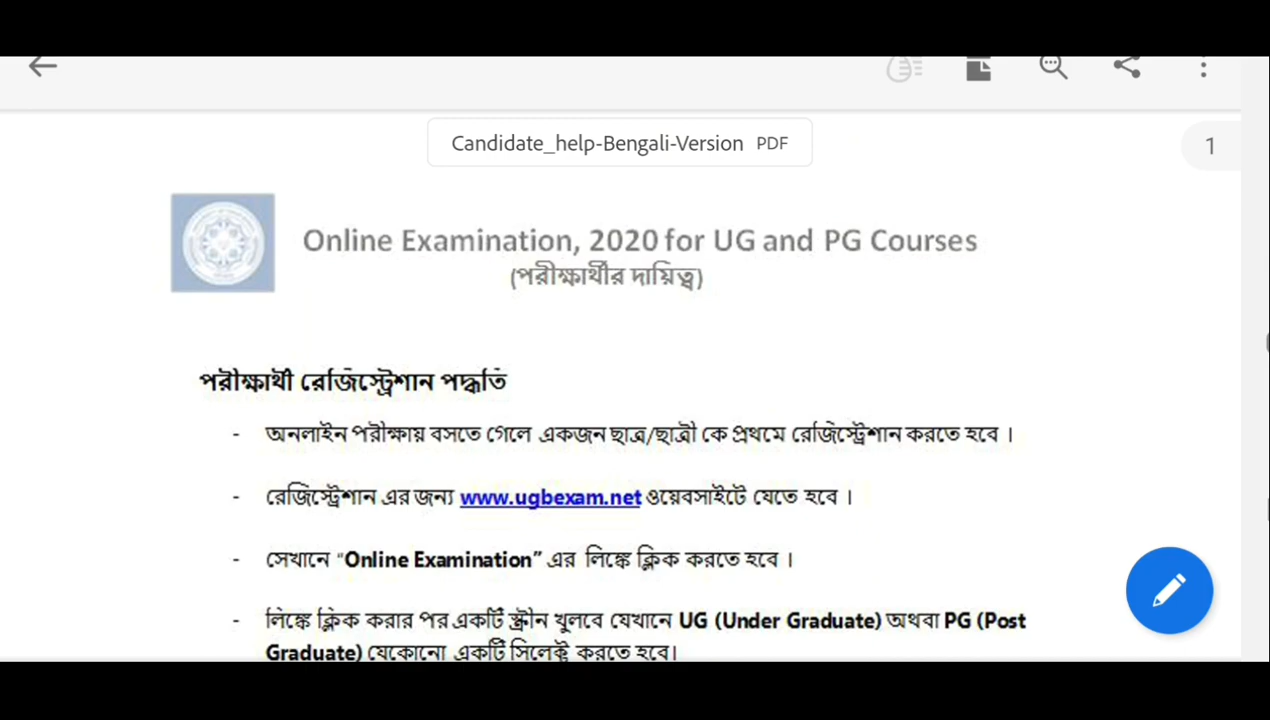 Candidate_help-Bengali-Version PDF
1
Online Examination, 2020 for UG and PG Courses
(পরীক্ষার্থীর দায়িত্ব)
পরীক্ষার্থী রেজিস্ট্রেশান পদ্ধতি
- অনলাইন পরীক্ষায় বসতে গেলে একজন ছাত্র/ছাত্রী কে প্রথমে রেজিস্ট্রেশান করতে হবে ।
- রেজিস্ট্রেশান এর জন্য www.ugbexam.net ওয়েবসাইটে যেতে হবে ।
- সেখানে “Online Examination” এর লিঙ্কে ক্লিক করতে হবে ।
- লিঙ্কে ক্লিক করার পর একটি স্ক্রীন খুলবে যেখানে UG (Under Graduate) অথবা PG (Post
Graduate) যেকোনো একটি সিলেক্ট করতে হবে।